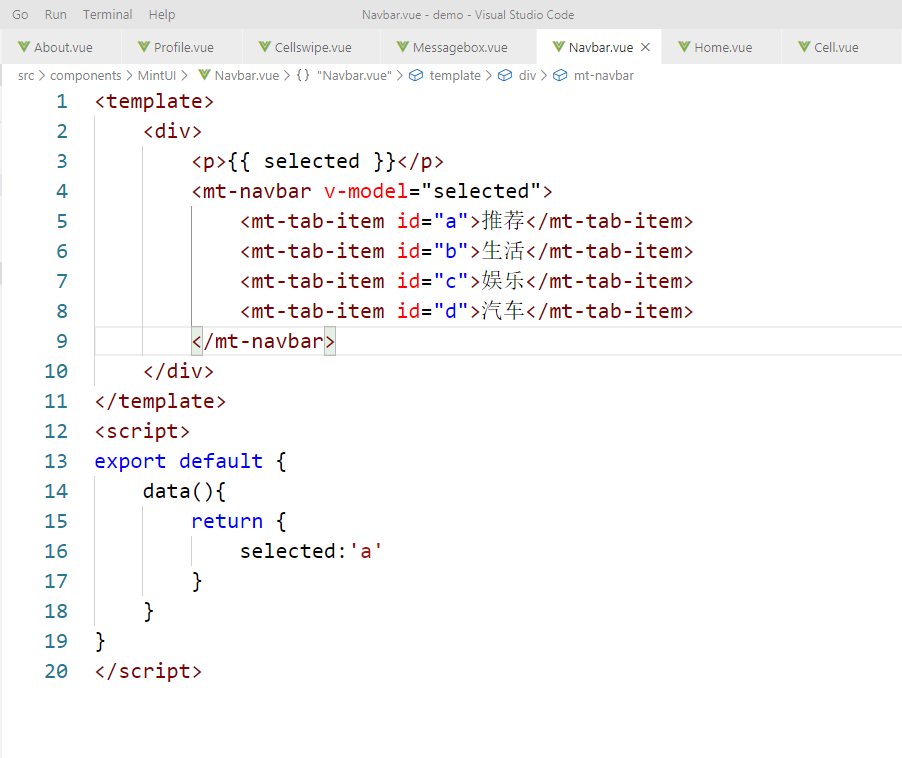 Go Run Terminal Help Navbar.vue - demo - Visual Studio Code
About.vue Profile.vue Cellswipe.vue Messagebox.vue Navbar.vue × Home.vue Cell.vue
src > components > MintUI > Navbar.vue > {} "Navbar.vue" > template > div > mt-navbar
1 <template>
2 <div>
3 <p>{{ selected }}</p>
4 <mt-navbar v-model="selected">
5 <mt-tab-item id="a">推荐</mt-tab-item>
6 <mt-tab-item id="b">生活</mt-tab-item>
7 <mt-tab-item id="c">娱乐</mt-tab-item>
8 <mt-tab-item id="d">汽车</mt-tab-item>
9 </mt-navbar>
10 </div>
11 </template>
12 <script>
13 export default {
14 data(){
15 return {
16 selected:'a'
17 }
18 }
19 }
20 </script>